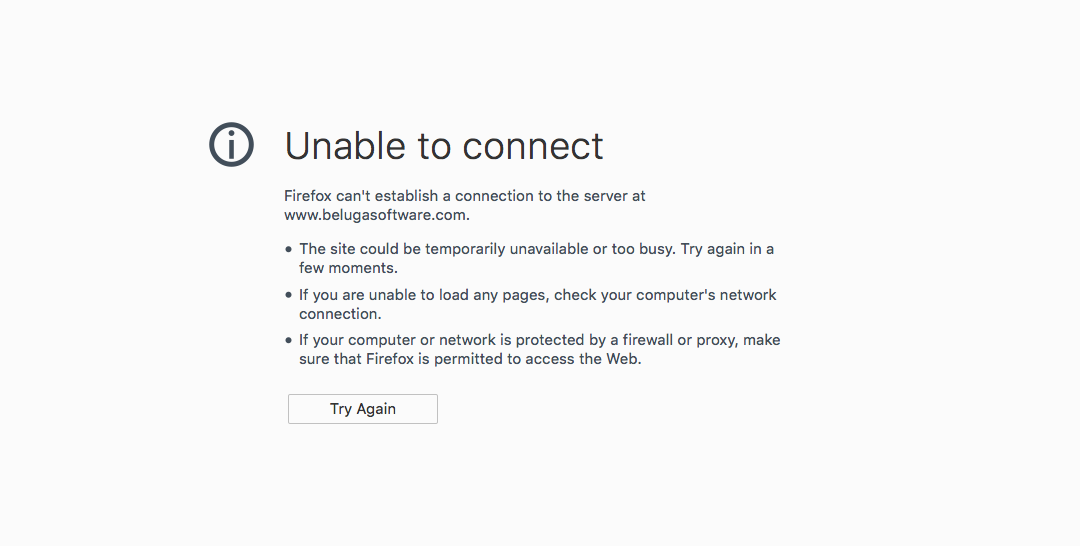 Unable to connect
Firefox can't establish a connection to the server at
www.belugasoftware.com.
• The site could be temporarily unavailable or too busy. Try again in a
few moments.
• If you are unable to load any pages, check your computer's network
connection.
• If your computer or network is protected by a firewall or proxy, make
sure that Firefox is permitted to access the Web.
Try Again